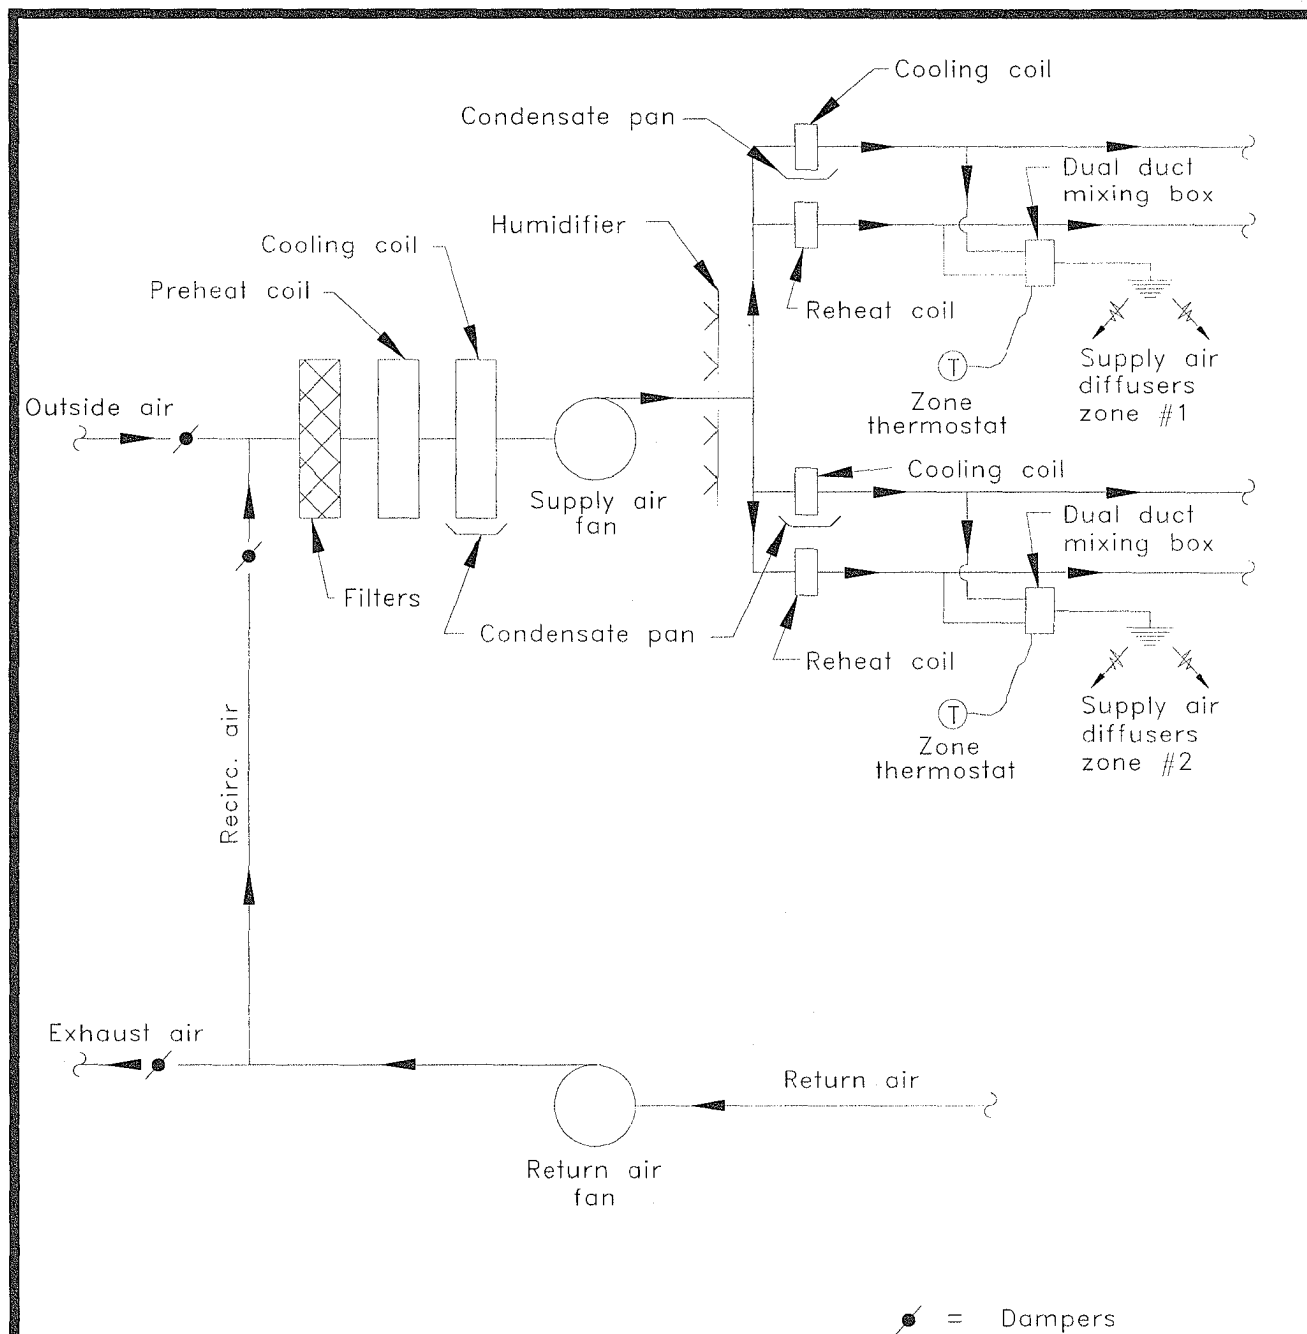 Cooling coil
Condensate pan
Dual duct
mixing box
Humidifier
Cooling coil
Preheat coil
Reheat coil
T
Zone
thermostat
Supply air
diffusers
zone #1
Outside air
Supply air
fan
Cooling coil
Dual duct
mixing box
Filters
Condensate pan
Reheat coil
T
Zone
thermostat
Supply air
diffusers
zone #2
Recirc. air
Exhaust air
Return air
Return air
fan
= Dampers